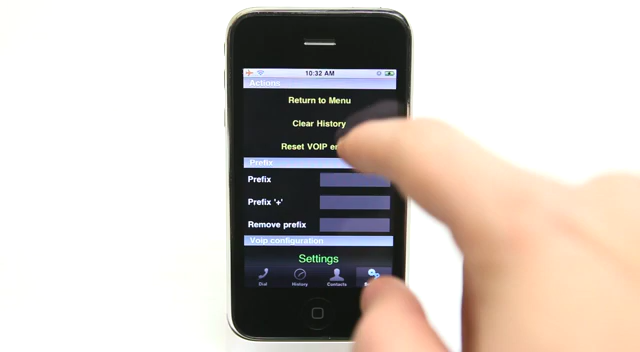 10:32 AM
Actions
Return to Menu
Clear History
Reset VOIP
Prefix
Prefix
Prefix '+'
Remove prefix
Voip configuration
Settings
Dial
History
Contacts